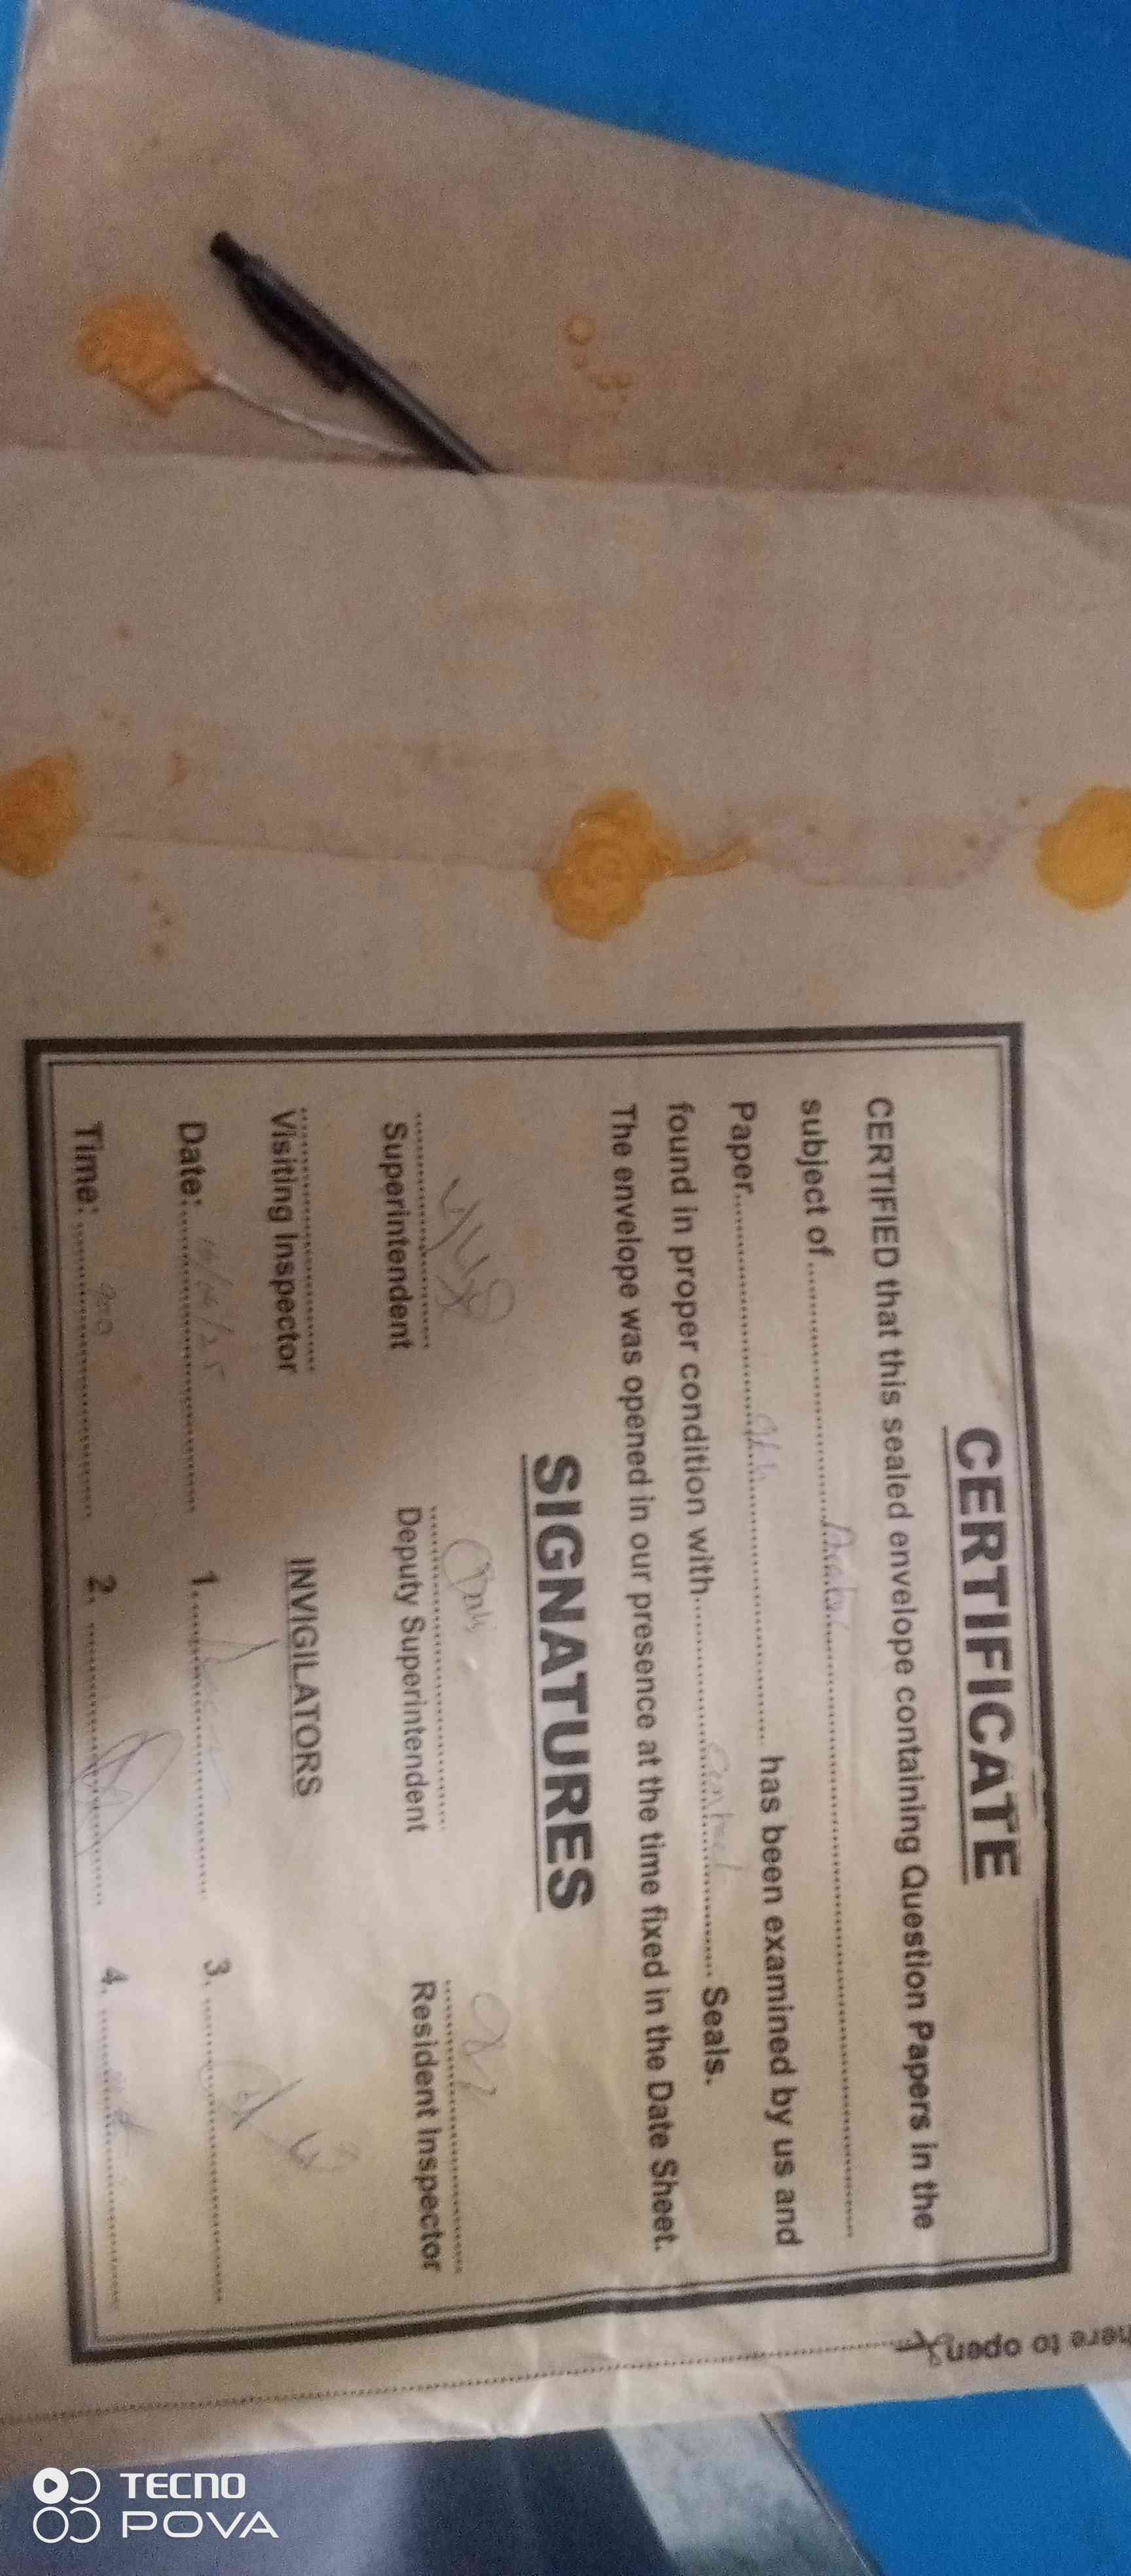 CERTIFICATE
CERTIFIED that this sealed envelope containing Question Papers in the
subject of ..............................
Paper.............................. has been examined by us and
found in proper condition with.............................. Seals.
The envelope was opened in our presence at the time fixed in the Date Sheet.
SIGNATURES
Superintendent Deputy Superintendent Resident Inspector
Visiting Inspector INVIGILATORS
Date:.................... 1..................... 3. ....................
Time: .................... 2. .................... 4. ....................
here to open
TECNO
POVA